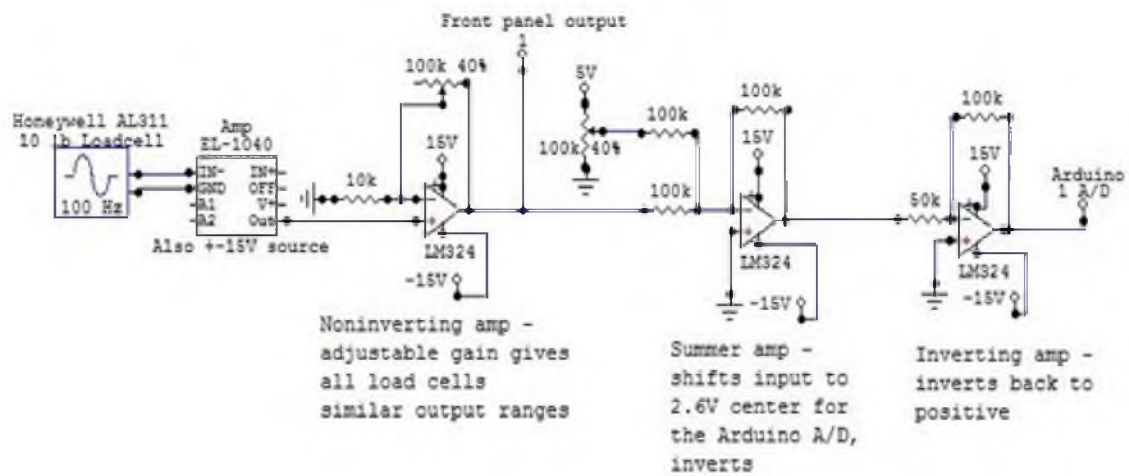 Front panel output
1
100k 40%
5V
100k
100k
100k
Honeywell AL311
10 lb Loadcell
Amp
EL-1040
15V
100k 40%
15V
15V
Arduino
1 A/D
IN- IN+
GND OFF
A1 V+
A2 Out
10k
100k
50k
100 Hz
Also +-15V source
LM324
LM324
LM324
-15V
-15V
-15V
Noninverting amp -
adjustable gain gives
all load cells
similar output ranges
Summer amp -
shifts input to
2.6V center for
the Arduino A/D,
inverts
Inverting amp -
inverts back to
positive